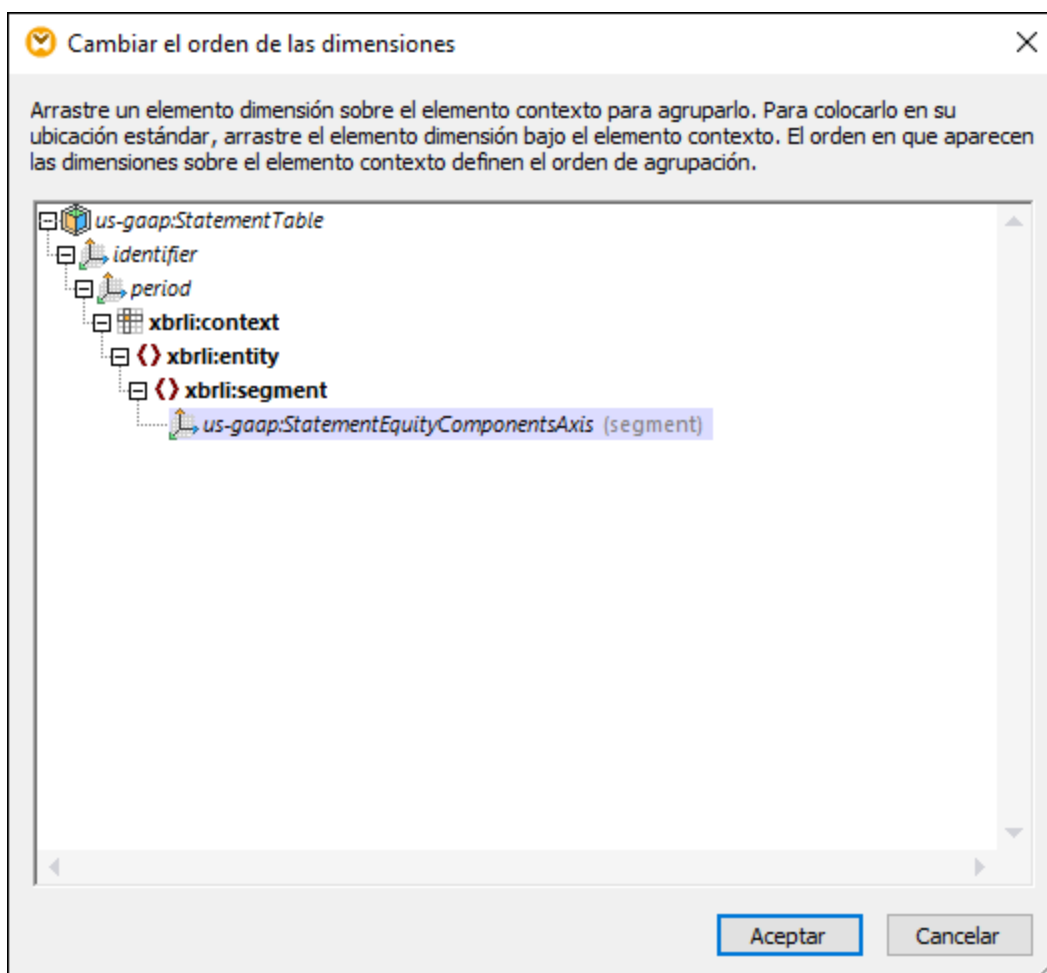 Cambiar el orden de las dimensiones
Arrastre un elemento dimensión sobre el elemento contexto para agruparlo. Para colocarlo en su
ubicación estándar, arrastre el elemento dimensión bajo el elemento contexto. El orden en que aparecen
las dimensiones sobre el elemento contexto definen el orden de agrupación.
us-gaap:StatementTable
identifier
period
xbrli:context
xbrli:entity
xbrli:segment
us-gaap:StatementEquityComponentsAxis (segment)
Aceptar Cancelar